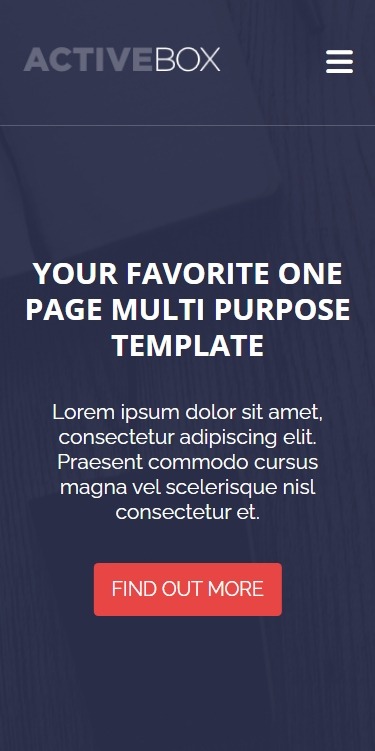 ACTIVEBOX
YOUR FAVORITE ONE
PAGE MULTI PURPOSE
TEMPLATE
Lorem ipsum dolor sit amet,
consectetur adipiscing elit.
Praesent commodo cursus
magna vel scelerisque nisl
consectetur et.
FIND OUT MORE